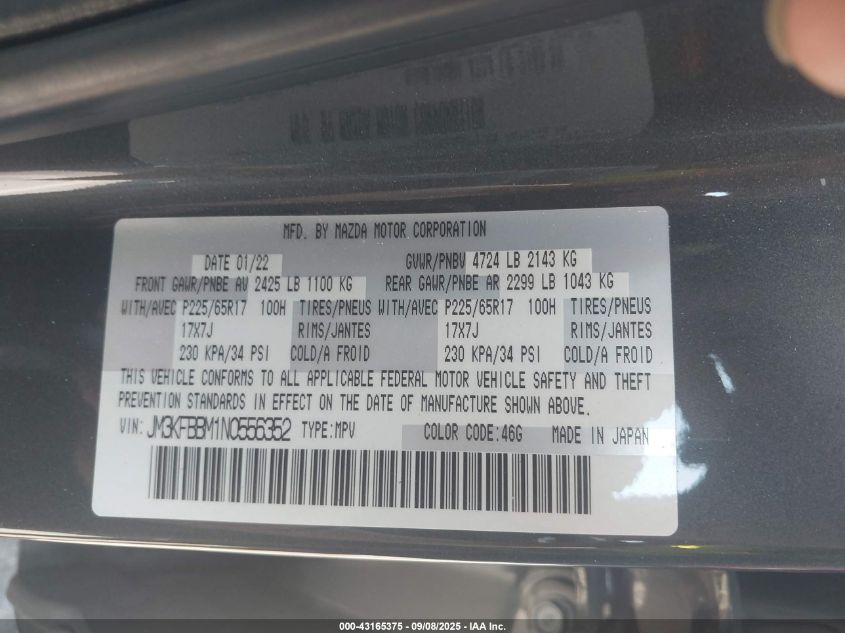 MFD. BY MAZDA MOTOR CORPORATION
DATE 01/22 GVWR/PNBV 4724 LB 2143 KG
FRONT GAWR/PNBE AV 2425 LB 1100 KG REAR GAWR/PNBE AR 2299 LB 1043 KG
WITH/AVEC P225/65R17 100H TIRES/PNEUS WITH/AVEC P225/65R17 100H TIRES/PNEUS
17X7J RIMS/JANTES 17X7J RIMS/JANTES
230 KPA/34 PSI COLD/A FROID 230 KPA/34 PSI COLD/A FROID
THIS VEHICLE CONFORMS TO ALL APPLICABLE FEDERAL MOTOR VEHICLE SAFETY AND THEFT
PREVENTION STANDARDS IN EFFECT ON THE DATE OF MANUFACTURE SHOWN ABOVE.
VIN: JM3KFBBM1N0556352 TYPE:MPV COLOR CODE:46G MADE IN JAPAN
000-43165375 - 09/08/2025 - IAA Inc.